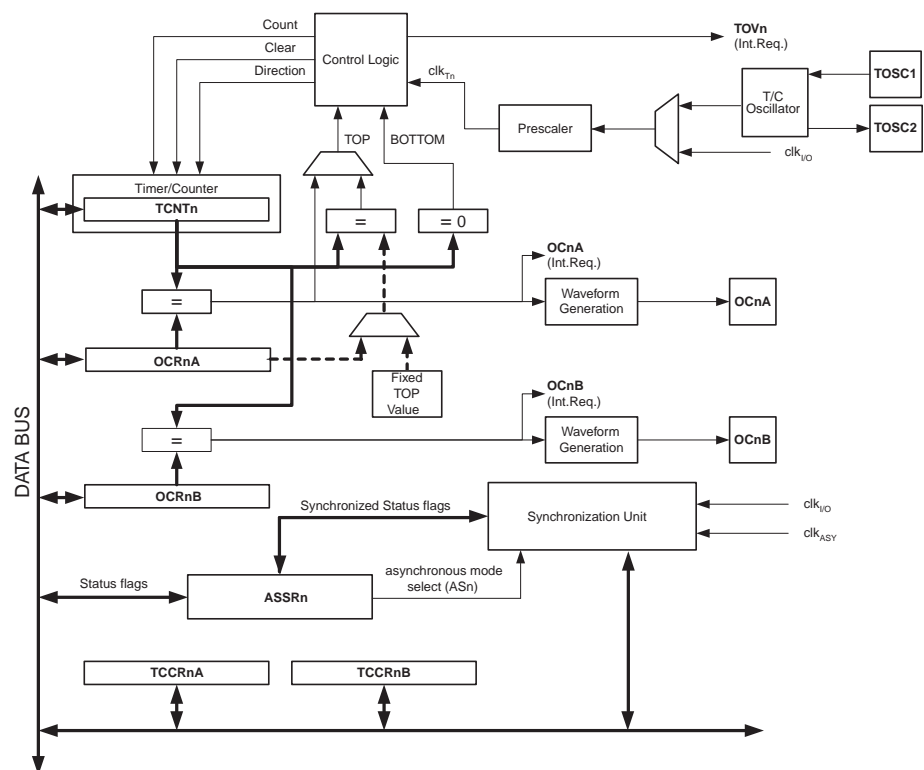 Count
Clear
Direction
Control Logic
TOVn
(Int.Req.)
clkTn
TOSC1
T/C
Oscillator
TOSC2
Prescaler
clkI/O
TOP
BOTTOM
Timer/Counter
TCNTn
=
= 0
OCnA
(Int.Req.)
=
Waveform
Generation
OCnA
OCRnA
Fixed
TOP
Value
OCnB
(Int.Req.)
=
Waveform
Generation
OCnB
OCRnB
DATA BUS
Synchronized Status flags
Synchronization Unit
clkI/O
clkASY
Status flags
ASSRn
asynchronous mode
select (ASn)
TCCRnA
TCCRnB